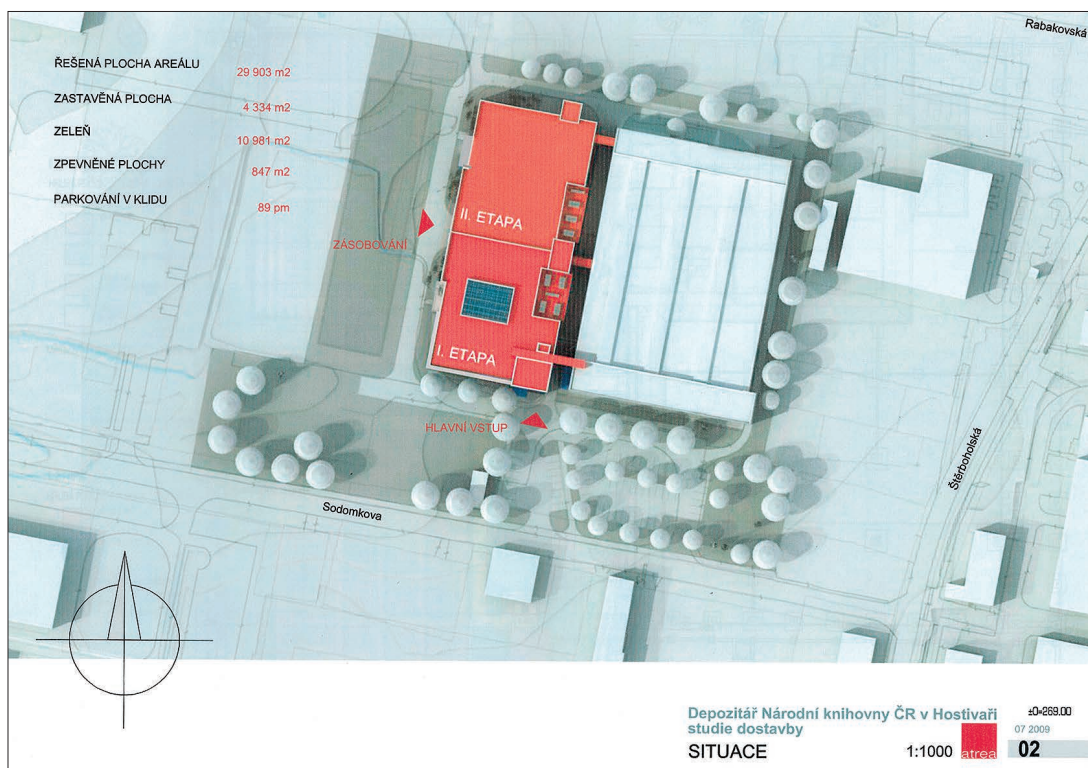 Rabakovská
ŘEŠENÁ PLOCHA AREÁLU 29 903 m2
ZASTAVĚNÁ PLOCHA 4 334 m2
ZELEŇ 10 981 m2
ZPEVNĚNÉ PLOCHY 847 m2
PARKOVÁNÍ V KLIDU 89 pm
II. ETAPA
ZÁSOBOVÁNÍ
I. ETAPA
HLAVNÍ VSTUP
Štěrboholská
Sodomkova
Depozitář Národní knihovny ČR v Hostivaři
studie dostavby
SITUACE
1:1000
atrea
±0=269.00
07 2009
02